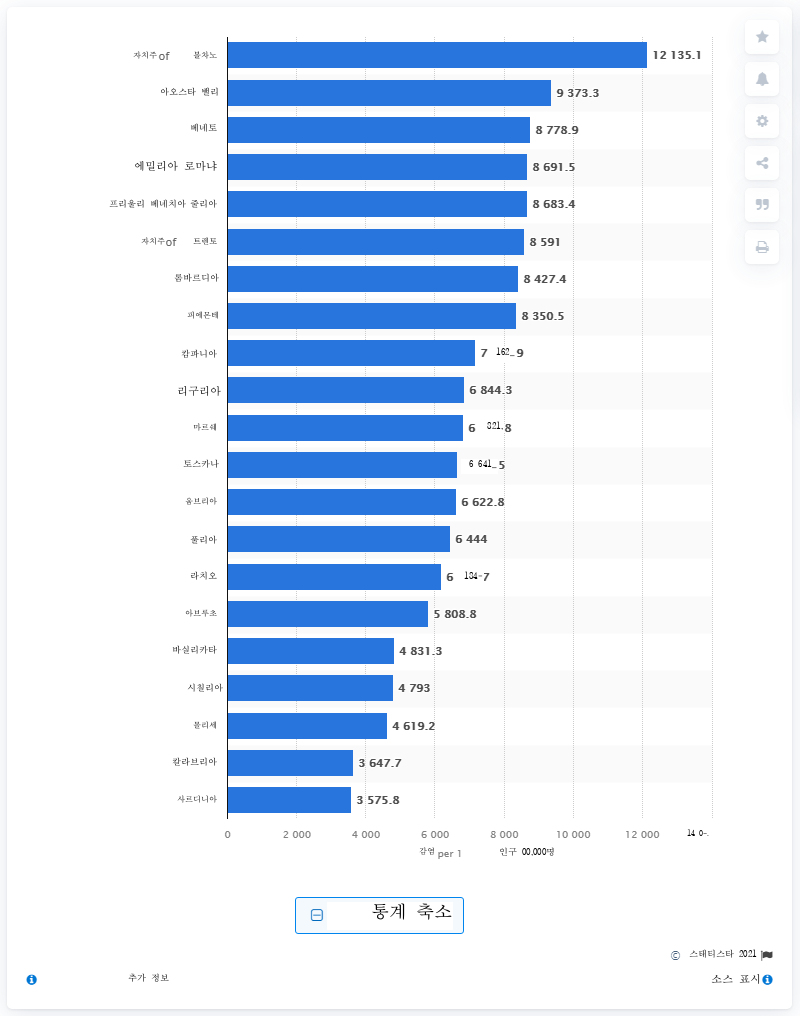 자치주of 볼차노 12 135.1
아오스타 밸리 9 373.3
베네토 8 778.9
에밀리아 로마냐 8 691.5
프리울리 베네치아 줄리아 8 683.4
자치주of 트렌토 8 591
롬바르디아 8 427.4
피에몬테 8 350.5
캄파니아 7 162.9
리구리아 6 844.3
마르쉐 6 821.8
토스카나 6 641.5
움브리아 6 622.8
풀리아 6 444
라치오 6 184.7
아브루초 5 808.8
바실리카타 4 831.3
시칠리아 4 793
몰리세 4 619.2
칼라브리아 3 647.7
사르디니아 3 575.8
0 2 000 4 000 6 000 8 000 10 000 12 000 14 0
감염 per 1 인구 00,000명
통계 축소
© 스태티스타 2021
추가 정보 소스 표시